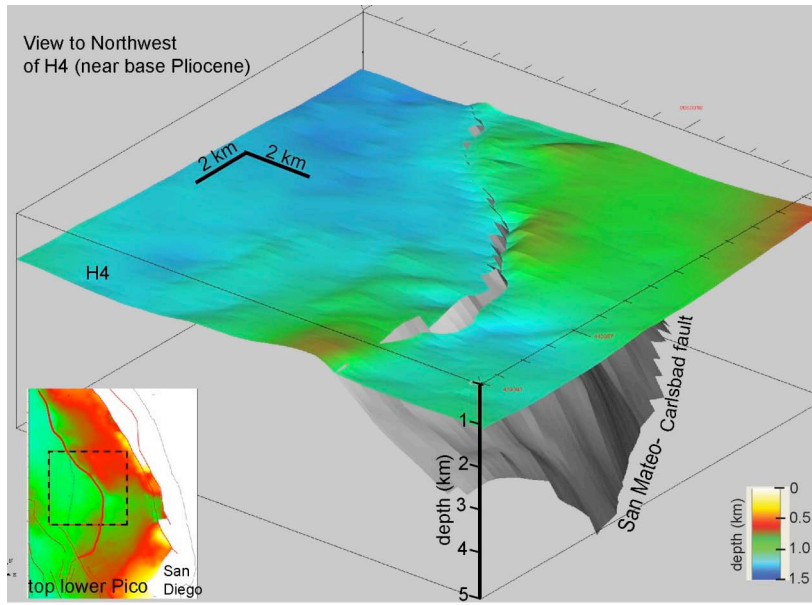 View to Northwest
of H4 (near base Pliocene)
2 km
2 km
H4
San Mateo- Carlsbad fault
1
2
3
4
5
depth (km)
top lower Pico
San
Diego
0
0.5
1.0
1.5
depth (km)